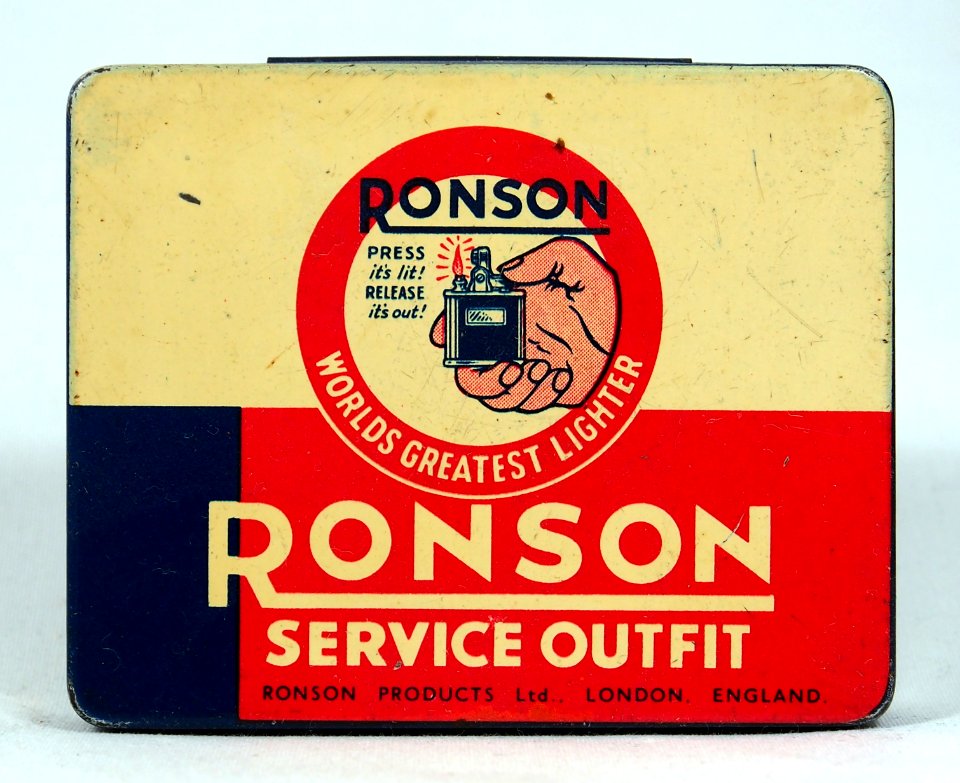 RONSON
PRESS
it's lit!
RELEASE
it's out!
WORLDS GREATEST LIGHTER
RONSON
SERVICE OUTFIT
RONSON PRODUCTS Ltd., LONDON, ENGLAND.